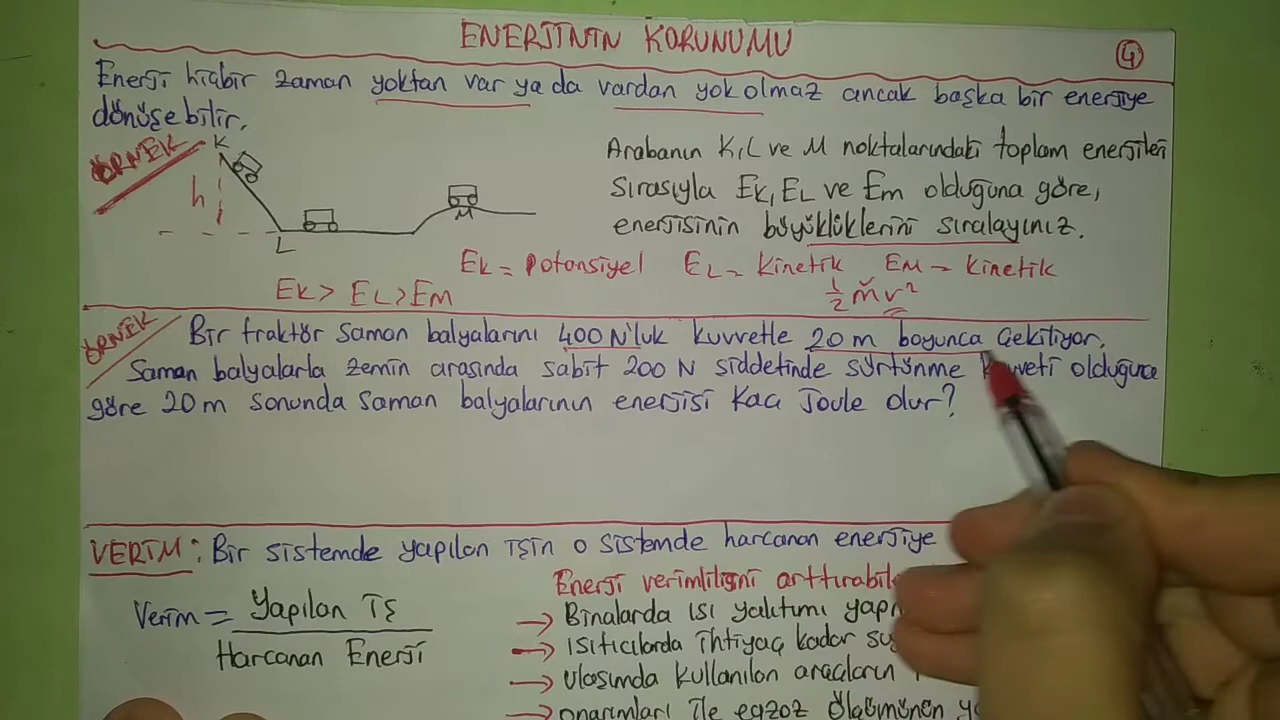 ENERJİNİN KORUNUMU
4
Enerji hiçbir zaman yoktan var ya da vardan yok olmaz ancak başka bir enerjiye
dönüşebilir.
ÖRNEK
K
h
L
M
Arabanın K, L ve M noktalarındaki toplam enerjileri
sırasıyla EK, EL ve Em olduğuna göre,
enerjisinin büyüklüklerini sıralayınız.
EK = Potansiyel EL = Kinetik EM = Kinetik
1/2 m v²
EK > EL > EM
ÖRNEK
Bir traktör saman balyalarını 400 N'luk kuvvetle 20 m boyunca çekiliyor.
Saman balyalarla zemin arasında sabit 200 N şiddetinde sürtünme kuvveti olduğuna
göre 20 m sonunda saman balyalarının enerjisi kaç Joule olur?
VERİM: Bir sistemde yapılan işin o sistemde harcanan enerjiye
Verim = Yapılan İş
Harcanan Enerji
Enerji verimliliğini
→ Binalarda ısı yalıtımı
→ Isıtıcılarda ihtiyaç kadar
→ Ulaşımda kullanılan araçların
→ onarımları ile egzoz ölçümünün